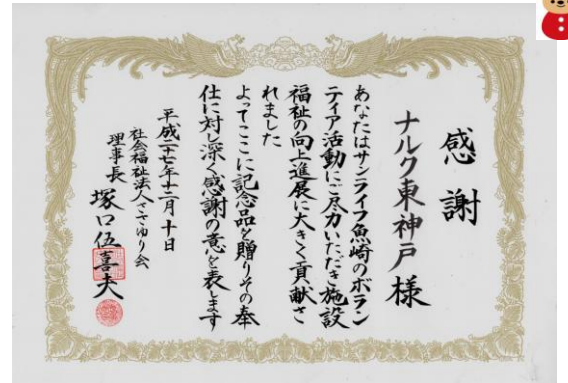 感謝
ナルク東神戸様
あなたはサンライフ魚崎のボラン
ティア活動にご尽力いただき施設
福祉の向上進展に大きく貢献さ
れました
よってここに記念品を贈りその奉
仕に対し深く感謝の意を表します
平成二十七年十二月十日
社会福祉法人ささゆり会
理事長 塚口伍喜夫